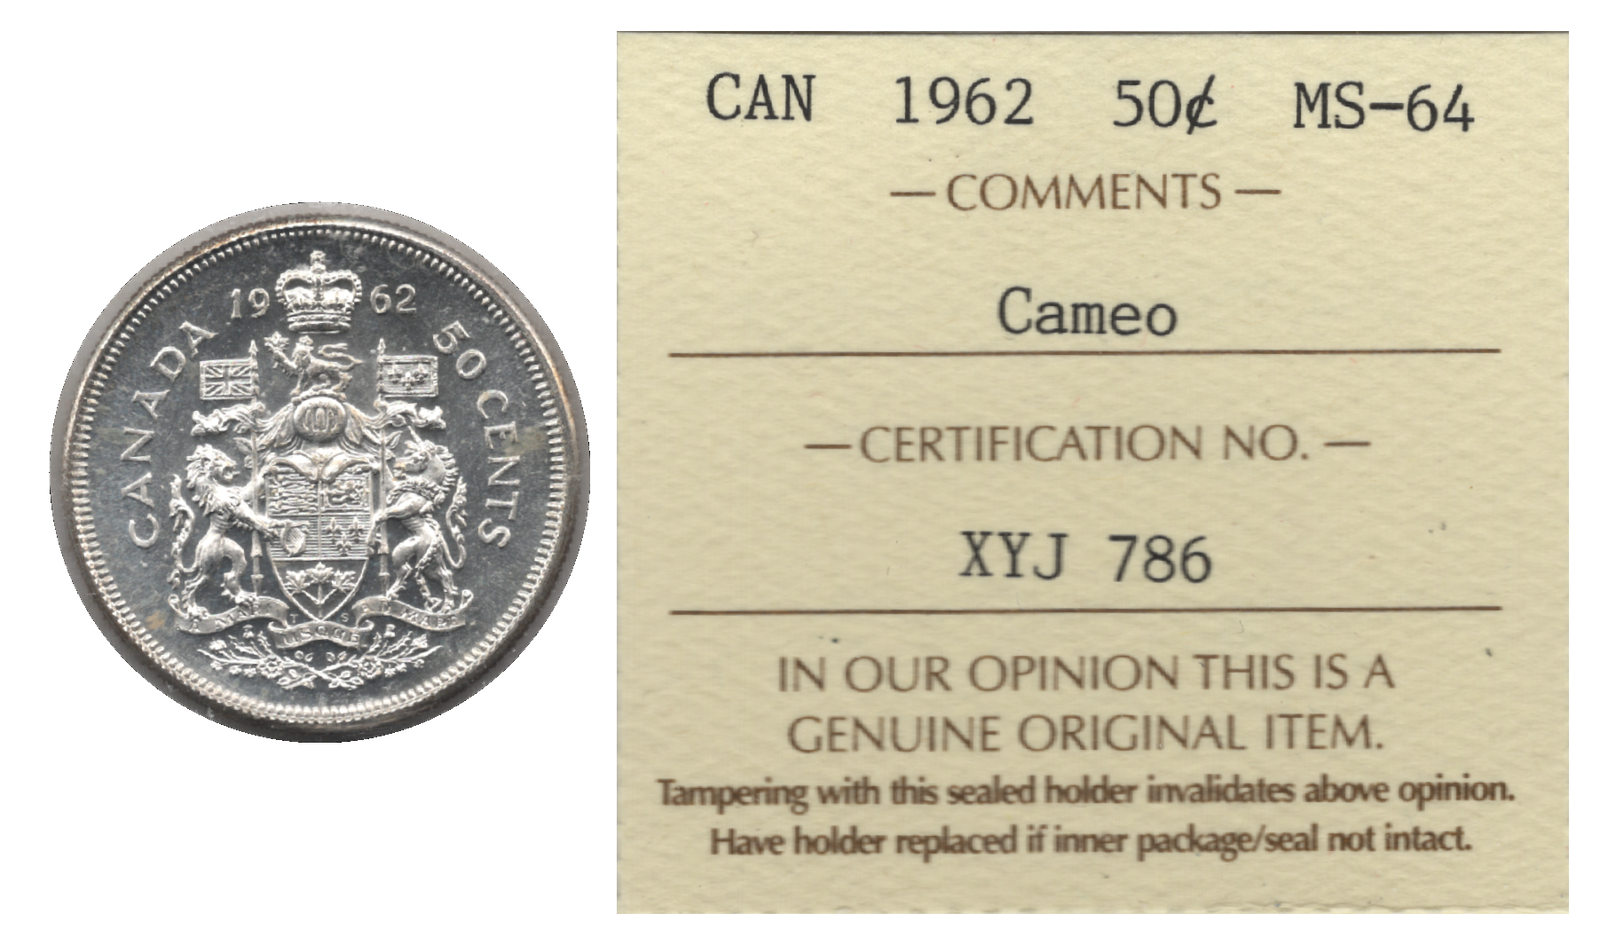 19 62
CANADA
50 CENTS
CAN 1962 50¢ MS-64
— COMMENTS —
Cameo
— CERTIFICATION NO. —
XYJ 786
IN OUR OPINION THIS IS A
GENUINE ORIGINAL ITEM.
Tampering with this sealed holder invalidates above opinion.
Have holder replaced if inner package/seal not intact.